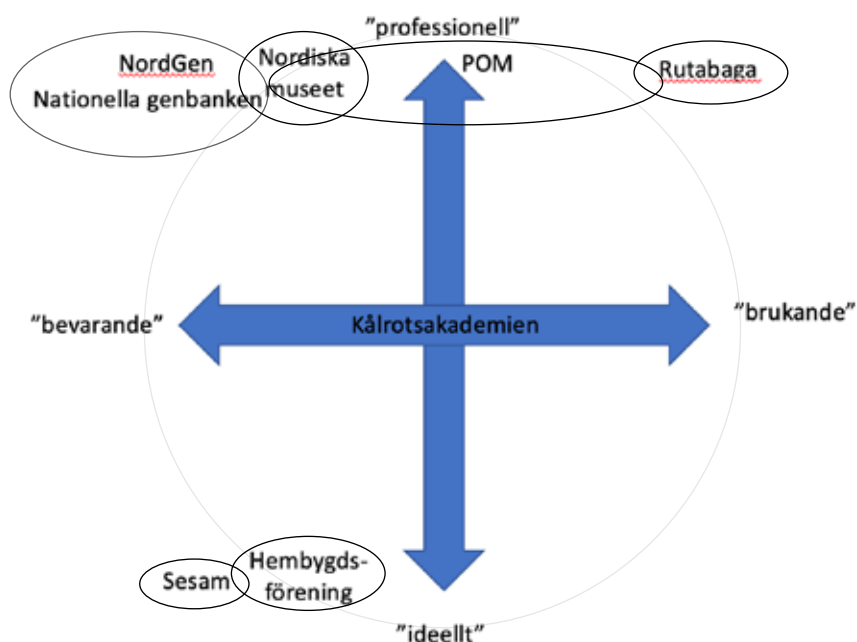 ”professionell”
NordGen
Nationella genbanken
Nordiska
museet
POM
Rutabaga
”bevarande”
Kålrotsakademien
”brukande”
Sesam
Hembygds-
förening
”ideellt”